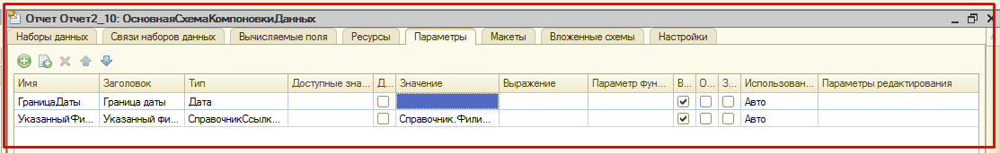 Отчет Отчет2_10: ОсновнаяСхемаКомпоновкиДанных
Наборы данных Связи наборов данных Вычисляемые поля Ресурсы Параметры Макеты Вложенные схемы Настройки
Имя Заголовок Тип Доступные зна... Д... Значение Выражение Параметр фун... В... О... З... Использован... Параметры редактирования
ГраницаДаты Граница даты Дата Авто
УказанныйФи... Указанный фи... СправочникСсылк... Справочник.Фили... Авто